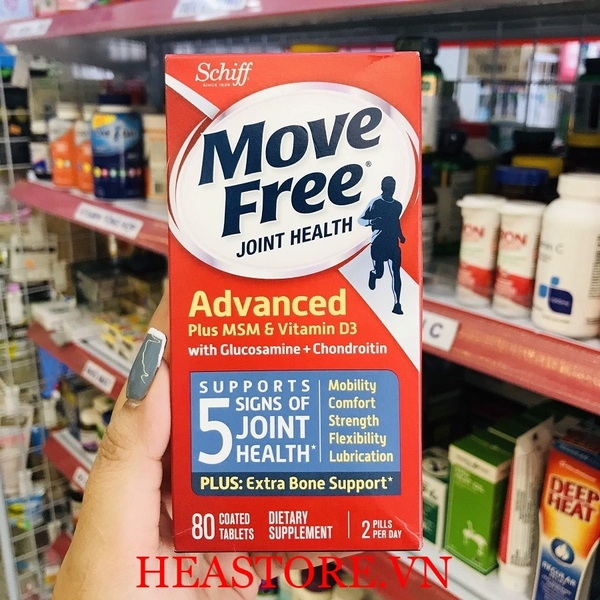 Schiff
SINCE 1936
Move
Free®
JOINT HEALTH
Advanced
Plus MSM & Vitamin D3
with Glucosamine + Chondroitin
SUPPORTS
5 SIGNS OF
JOINT
HEALTH*
Mobility
Comfort
Strength
Flexibility
Lubrication
PLUS: Extra Bone Support*
80 COATED
TABLETS
DIETARY
SUPPLEMENT
2 PILLS
PER DAY
DEEP
HEAT
HEASTORE.VN